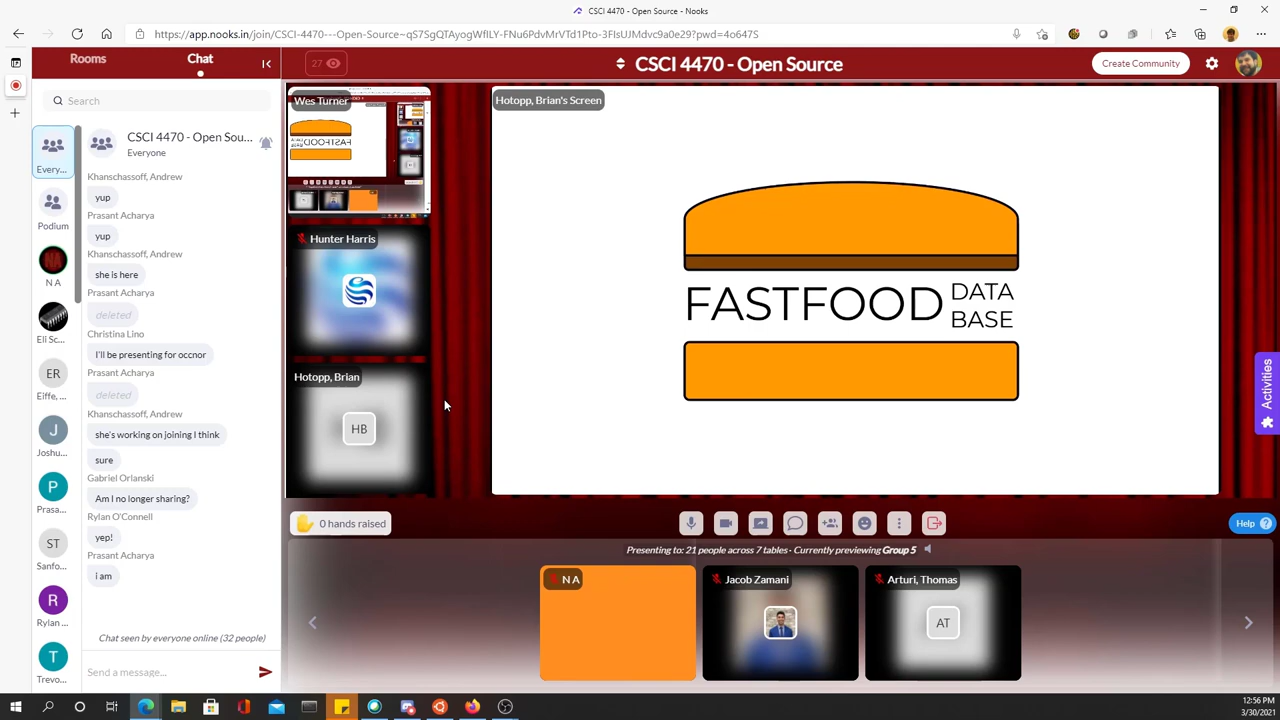 CSCI 4470 - Open Source - Nooks
https://app.nooks.in/join/CSCI-4470---Open-Source~qS7SgQTAyogWfILY-FNu6PdvMrVTd1Pto-3FIsUJMdvc9a0e29?pwd=4o647S
Rooms
Chat
27
CSCI 4470 - Open Source
Create Community
Search
Every...
Podium
N A
Eli Sc...
ER
Eiffe, ...
J
Joshu...
P
Prasa...
ST
Sanfo...
R
Rylan ...
T
Trevo...
CSCI 4470 - Open Sou...
Everyone
Khanschassoff, Andrew
yup
Prasant Acharya
yup
Khanschassoff, Andrew
she is here
Prasant Acharya
deleted
Christina Lino
I'll be presenting for occnor
Prasant Acharya
deleted
Khanschassoff, Andrew
she's working on joining I think
sure
Gabriel Orlanski
Am I no longer sharing?
Rylan O'Connell
yep!
Prasant Acharya
i am
Chat seen by everyone online (32 people)
Send a message...
Wes Turner
Hunter Harris
Hotopp, Brian
HB
Hotopp, Brian's Screen
FASTFOOD DATA
BASE
Activities
0 hands raised
Help
Presenting to: 21 people across 7 tables - Currently previewing Group 5
N A
Jacob Zamani
Arturi, Thomas
AT
12:56 PM
3/30/2021